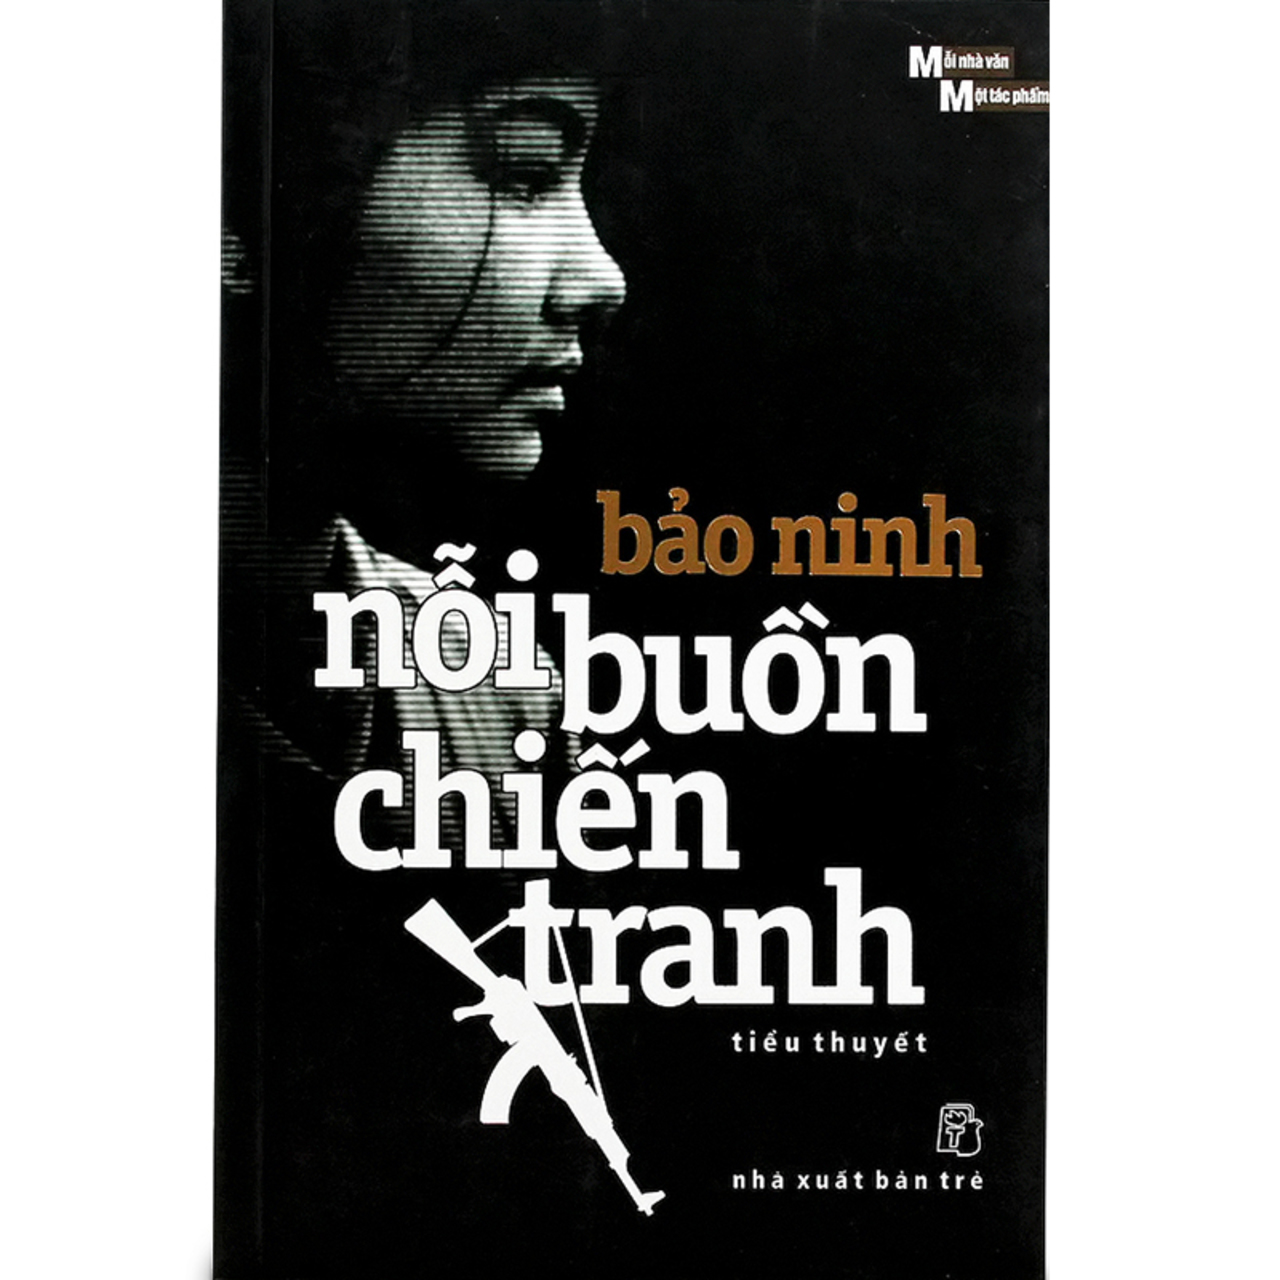 Mỗi nhà văn
Một tác phẩm
bảo ninh
nỗi buồn
chiến
tranh
tiểu thuyết
nhà xuất bản trẻ